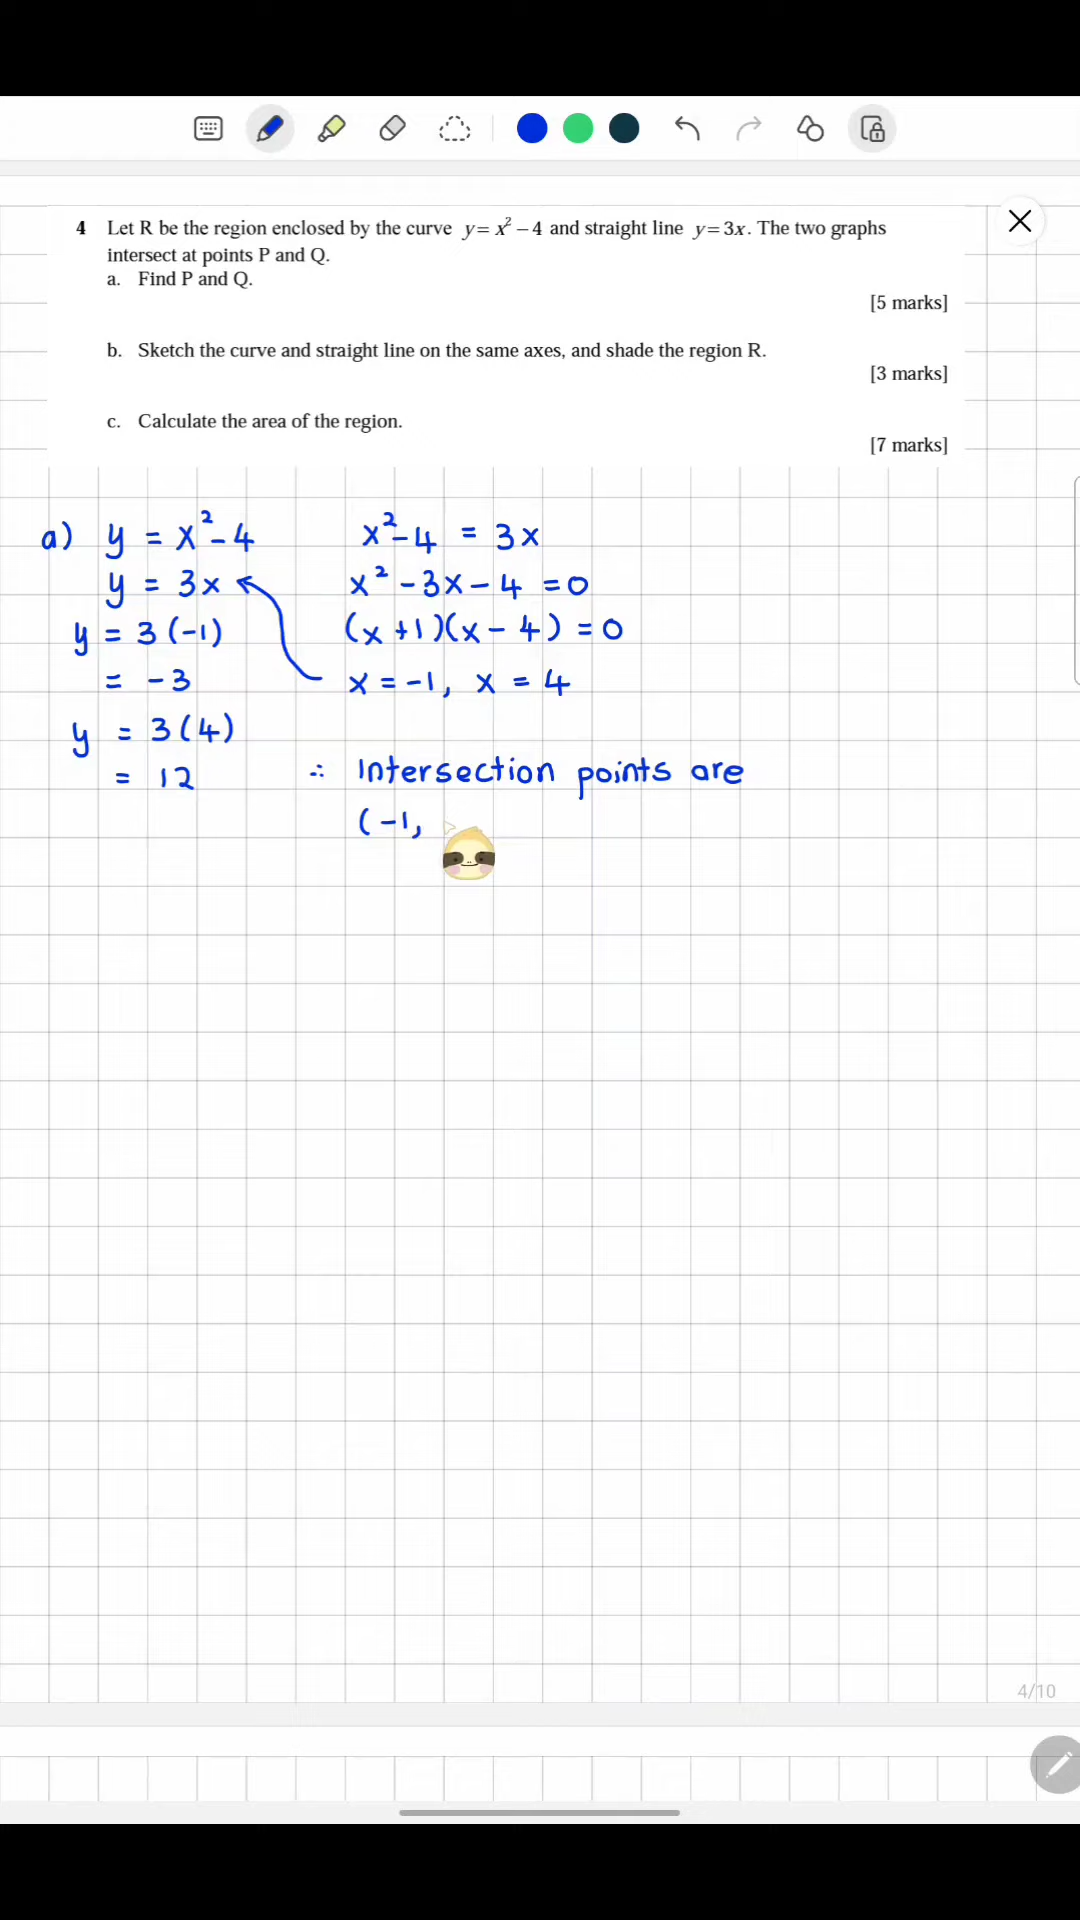 4 Let R be the region enclosed by the curve y = x² – 4 and straight line y = 3x. The two graphs
intersect at points P and Q.
a. Find P and Q.
[5 marks]
b. Sketch the curve and straight line on the same axes, and shade the region R.
[3 marks]
c. Calculate the area of the region.
[7 marks]
a) y = x² - 4
y = 3x
y = 3(-1)
= -3
y = 3(4)
= 12
x² - 4 = 3x
x² - 3x - 4 = 0
(x + 1)(x - 4) = 0
x = -1, x = 4
∴ Intersection points are
(-1,
4/10